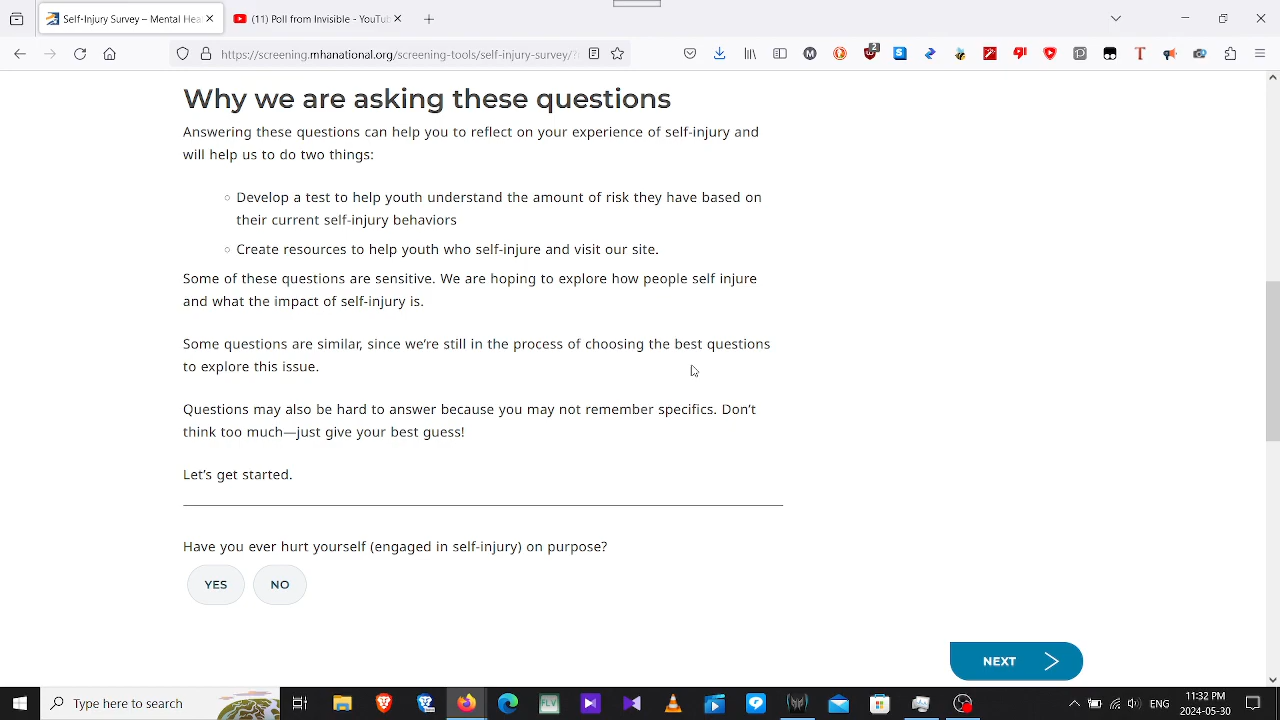 Self-Injury Survey – Mental Hea
(11) Poll from Invisible - YouTub
https://screening.mhanational.org/screening-tools/self-injury-survey/?
2
Why we are asking these questions
Answering these questions can help you to reflect on your experience of self-injury and
will help us to do two things:
Develop a test to help youth understand the amount of risk they have based on
their current self-injury behaviors
Create resources to help youth who self-injure and visit our site.
Some of these questions are sensitive. We are hoping to explore how people self injure
and what the impact of self-injury is.
Some questions are similar, since we’re still in the process of choosing the best questions
to explore this issue.
Questions may also be hard to answer because you may not remember specifics. Don’t
think too much—just give your best guess!
Let’s get started.
Have you ever hurt yourself (engaged in self-injury) on purpose?
YES NO
NEXT
Type here to search
FLV
ENG
11:32 PM
2024-05-30